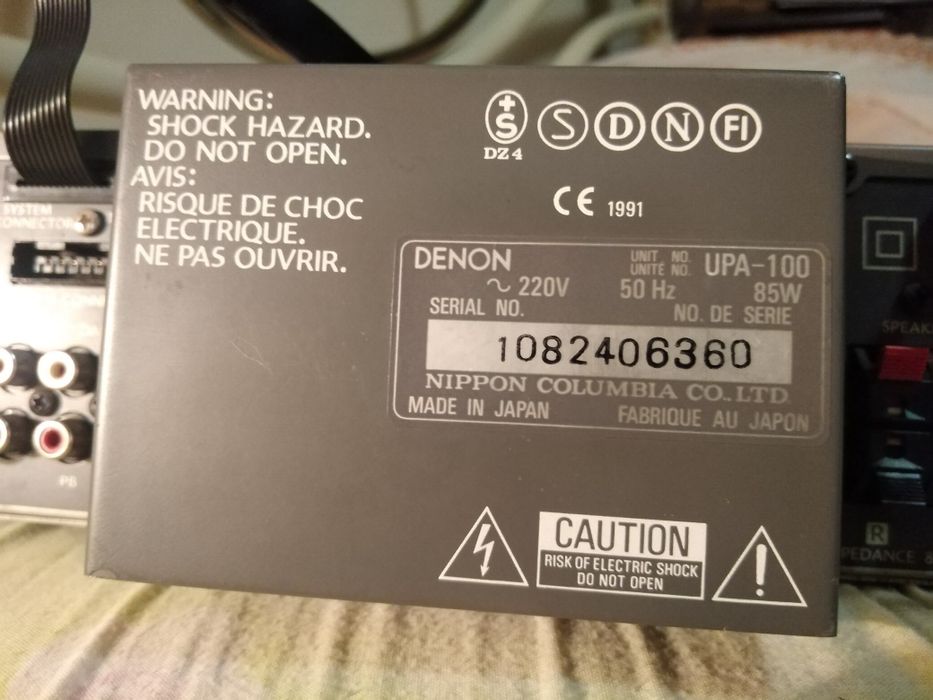 WARNING:
SHOCK HAZARD.
DO NOT OPEN.
AVIS:
RISQUE DE CHOC
ELECTRIQUE.
NE PAS OUVRIR.
+S S D N FI
DZ4
CE 1991
DENON
UNIT NO.
UNITÉ NO. UPA-100
~ 220V 50 Hz 85W
SERIAL NO. NO. DE SERIE
1082406360
NIPPON COLUMBIA CO.,LTD.
MADE IN JAPAN FABRIQUE AU JAPON
CAUTION
RISK OF ELECTRIC SHOCK
DO NOT OPEN
!
SYSTEM
CONNECTOR
PB
SPEAK
R
PEDANCE 8